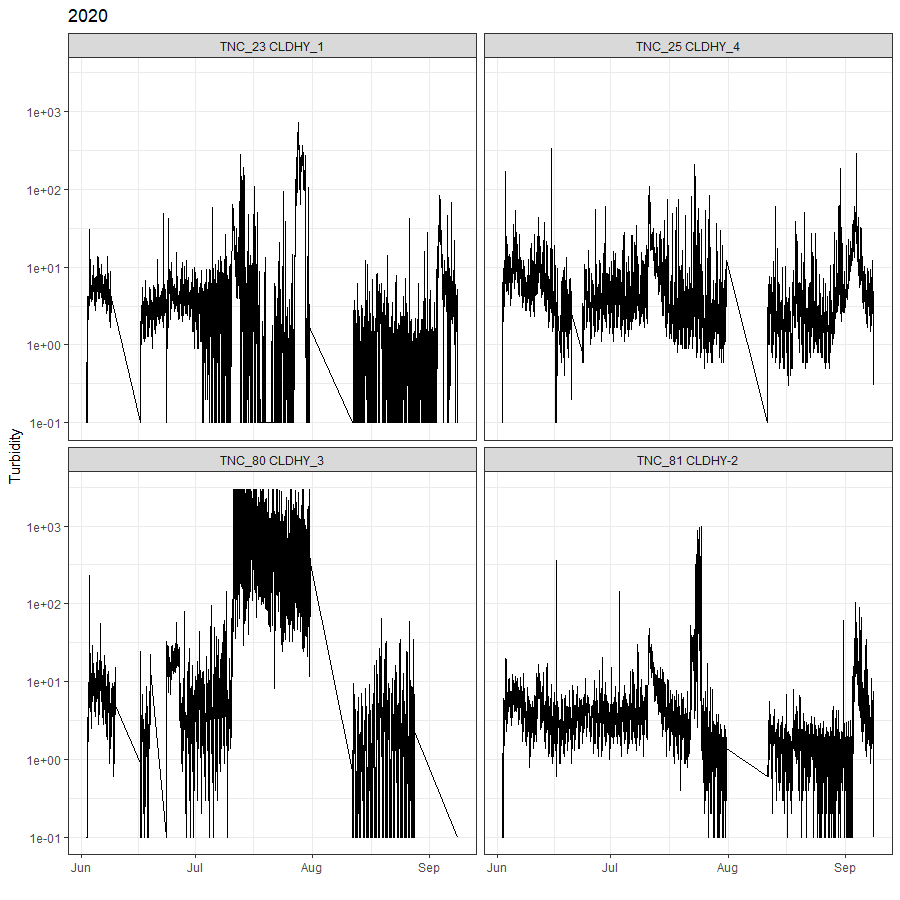 2020
TNC_23 CLDHY_1
TNC_25 CLDHY_4
1e+03
1e+02
1e+01
1e+00
1e-01
Turbidity
TNC_80 CLDHY_3
TNC_81 CLDHY-2
1e+03
1e+02
1e+01
1e+00
1e-01
Jun Jul Aug Sep
Jun Jul Aug Sep